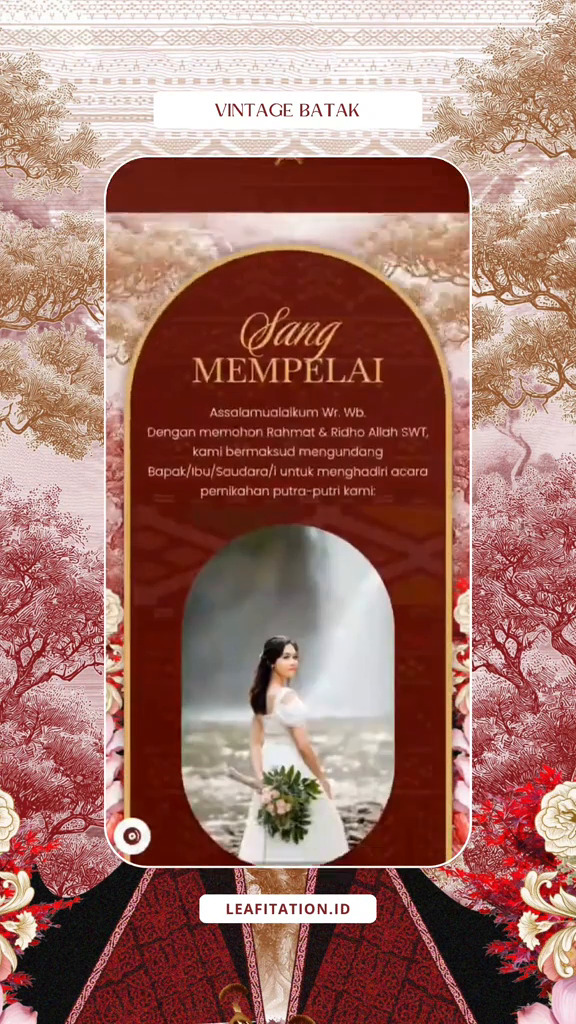 VINTAGE BATAK
Sang
MEMPELAI
Assalamualaikum Wr. Wb.
Dengan memohon Rahmat & Ridho Allah SWT,
kami bermaksud mengundang
Bapak/Ibu/Saudara/i untuk menghadiri acara
pernikahan putra-putri kami:
LEAFITATION.ID